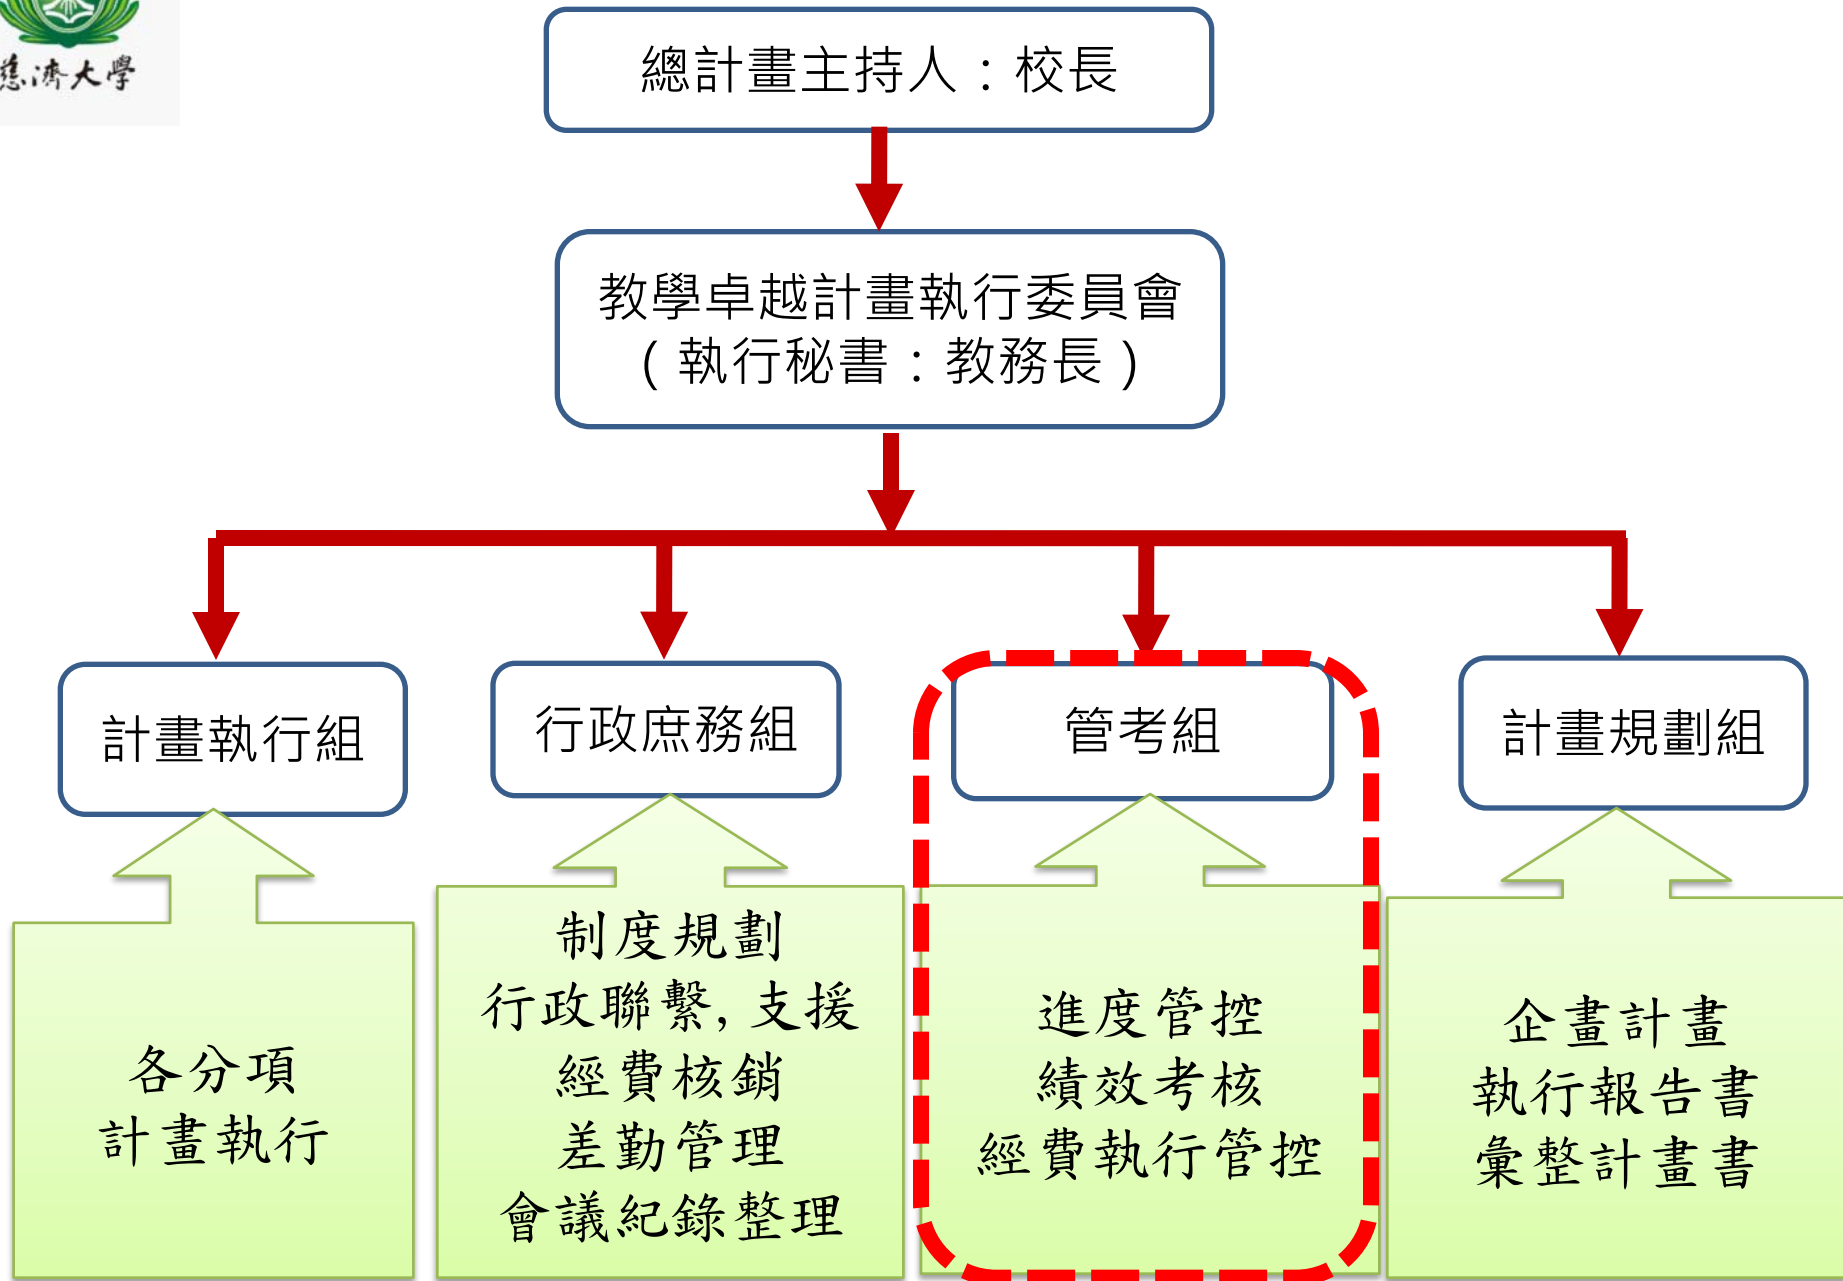 慈濟大學
總計畫主持人：校長
教學卓越計畫執行委員會
（執行秘書：教務長）
計畫執行組
行政庶務組
管考組
計畫規劃組
各分項
計畫執行
制度規劃
行政聯繫,支援
經費核銷
差勤管理
會議紀錄整理
進度管控
績效考核
經費執行管控
企畫計畫
執行報告書
彙整計畫書